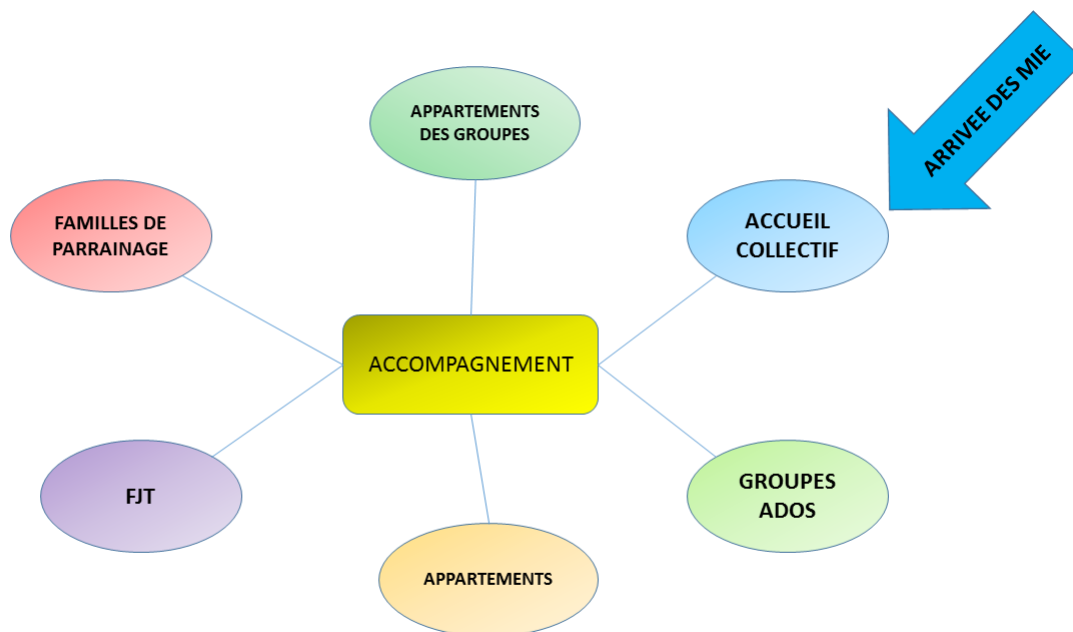 ARRIVEE DES MIE
APPARTEMENTS
DES GROUPES
FAMILLES DE
PARRAINAGE
ACCUEIL
COLLECTIF
ACCOMPAGNEMENT
FJT
GROUPES
ADOS
APPARTEMENTS